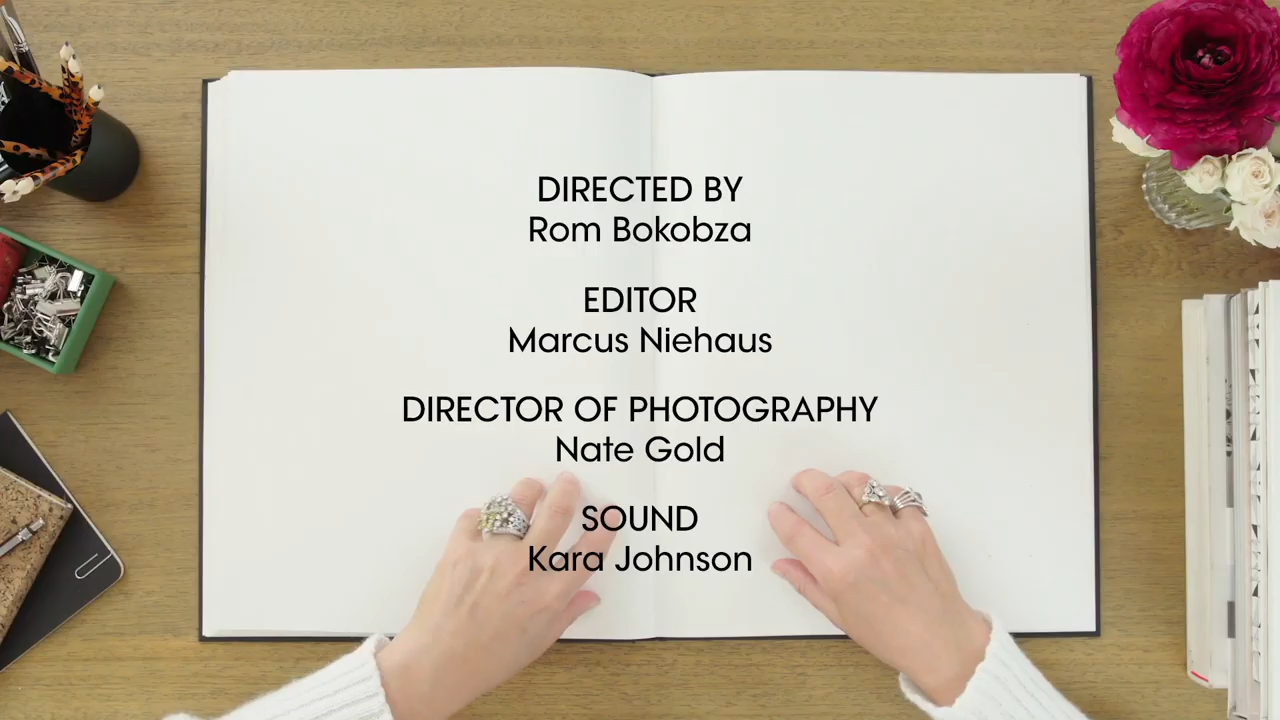 DIRECTED BY
Rom Bokobza
EDITOR
Marcus Niehaus
DIRECTOR OF PHOTOGRAPHY
Nate Gold
SOUND
Kara Johnson